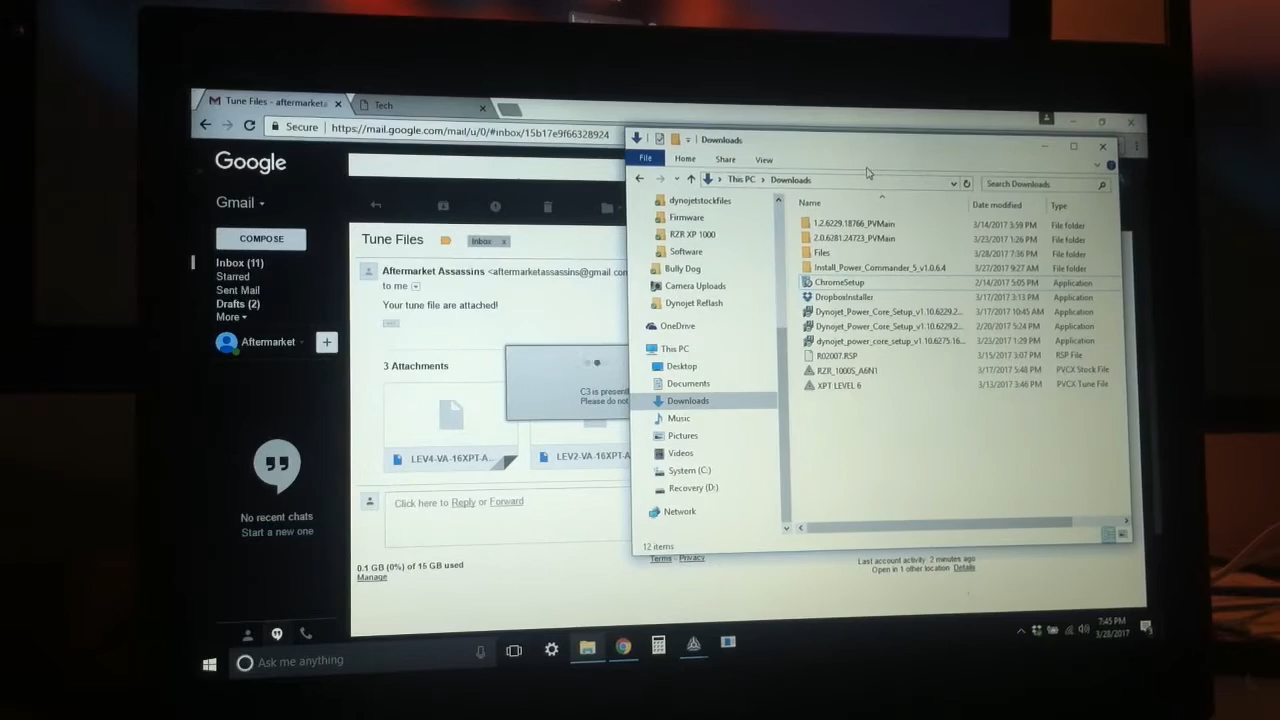 Tune Files - aftermarketa
Tech
Secure
https://mail.google.com/mail/u/0/#inbox/15b17e9f66328924
Google
Gmail
COMPOSE
Inbox (11)
Starred
Sent Mail
Drafts (2)
More
Aftermarket
No recent chats
Start a new one
Tune Files
Inbox x
Aftermarket Assassins <aftermarketassins@gmail con
to me
Your tune file are attached!
3 Attachments
LEV4-VA-16XPT-A...
LEV2-VA-16XPT-A
C3 is present
Please do not
Click here to Reply or Forward
0.1 GB (0%) of 15 GB used
Manage
Terms - Privacy
Last account activity: 2 minutes ago
Open in 1 other location Details
Downloads
File Home Share View
This PC > Downloads
Search Downloads
dynojetstockfiles
Firmware
RZR XP 1000
Software
Bully Dog
Camera Uploads
Dynojet Reflash
OneDrive
This PC
Desktop
Documents
Downloads
Music
Pictures
Videos
System (C:)
Recovery (D:)
Network
12 items
Name Date modified Type
1.2.6229.18766_PVMain 3/14/2017 3:59 PM File folder
2.0.6281.24723_PVMain 3/23/2017 1:26 PM File folder
Files 3/28/2017 7:36 PM File folder
Install_Power_Commander_5_v1.0.6.4 3/27/2017 9:27 AM File folder
ChromeSetup 2/14/2017 5:05 PM Application
DropboxInstaller 3/17/2017 3:13 PM Application
Dynojet_Power_Core_Setup_v1.10.6229.2... 3/17/2017 10:45 AM Application
Dynojet_Power_Core_Setup_v1.10.6229.2... 2/20/2017 5:24 PM Application
dynojet_power_core_setup_v1.10.6275.16... 3/23/2017 1:29 PM Application
R02007.RSP 3/15/2017 3:07 PM RSP File
RZR_1000S_A6N1 3/17/2017 5:48 PM PVCX Stock File
XPT LEVEL 6 3/13/2017 3:46 PM PVCX Tune File
Ask me anything
7:45 PM
3/28/2017